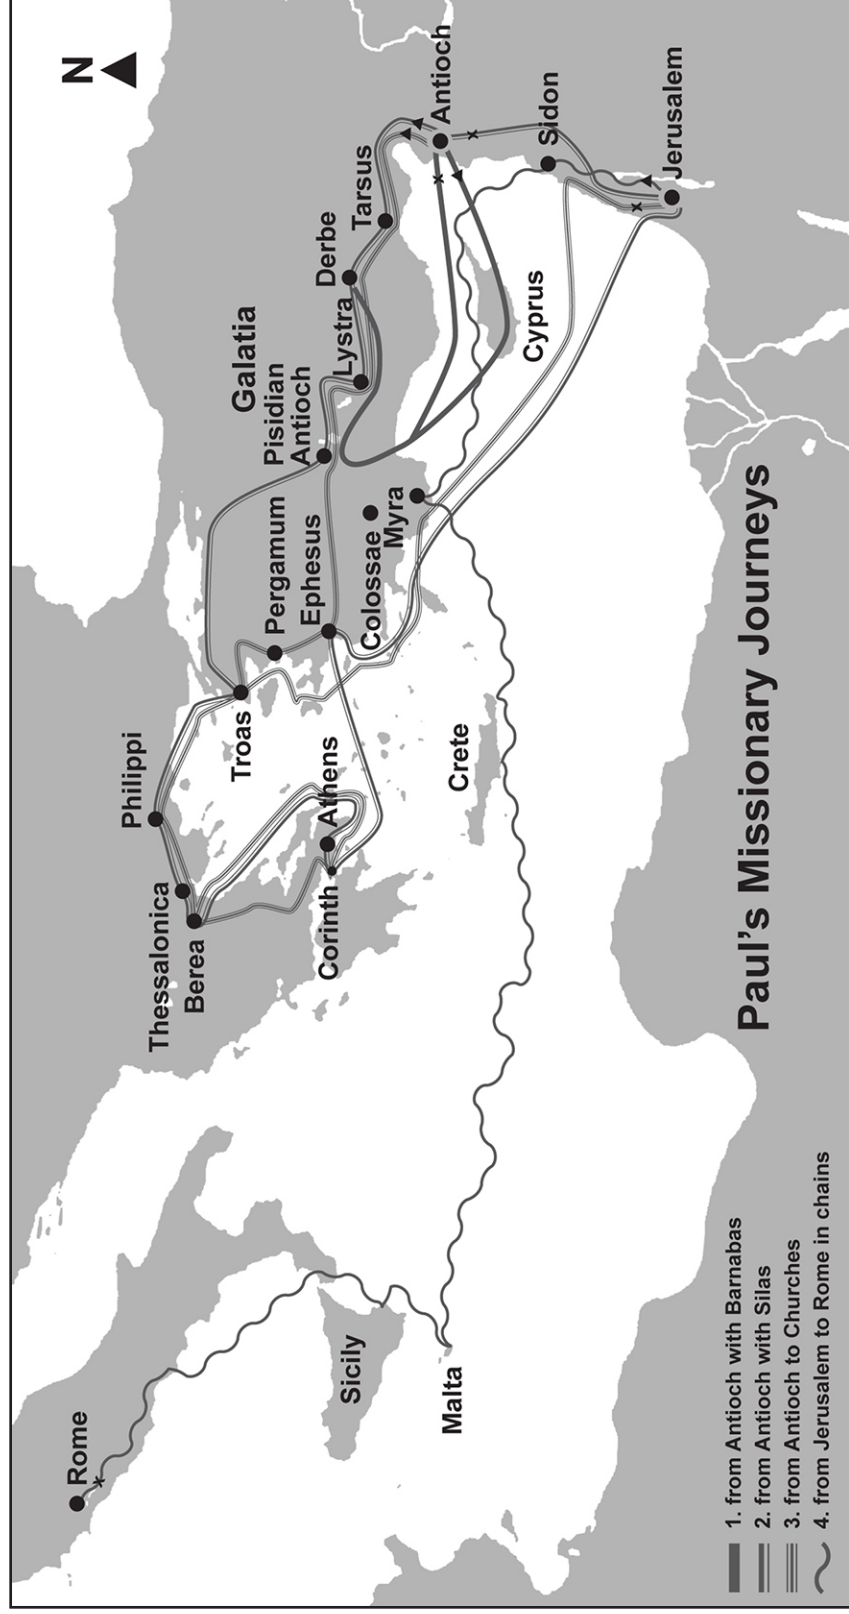 N
Rome
Sicily
Malta
Thessalonica
Berea
Philippi
Corinth
Athens
Crete
Troas
Pergamum
Ephesus
Colossae
Myra
Galatia
Pisidian
Antioch
Lystra
Derbe
Tarsus
Antioch
Cyprus
Sidon
Jerusalem
Paul's Missionary Journeys
1. from Antioch with Barnabas
2. from Antioch with Silas
3. from Antioch to Churches
4. from Jerusalem to Rome in chains